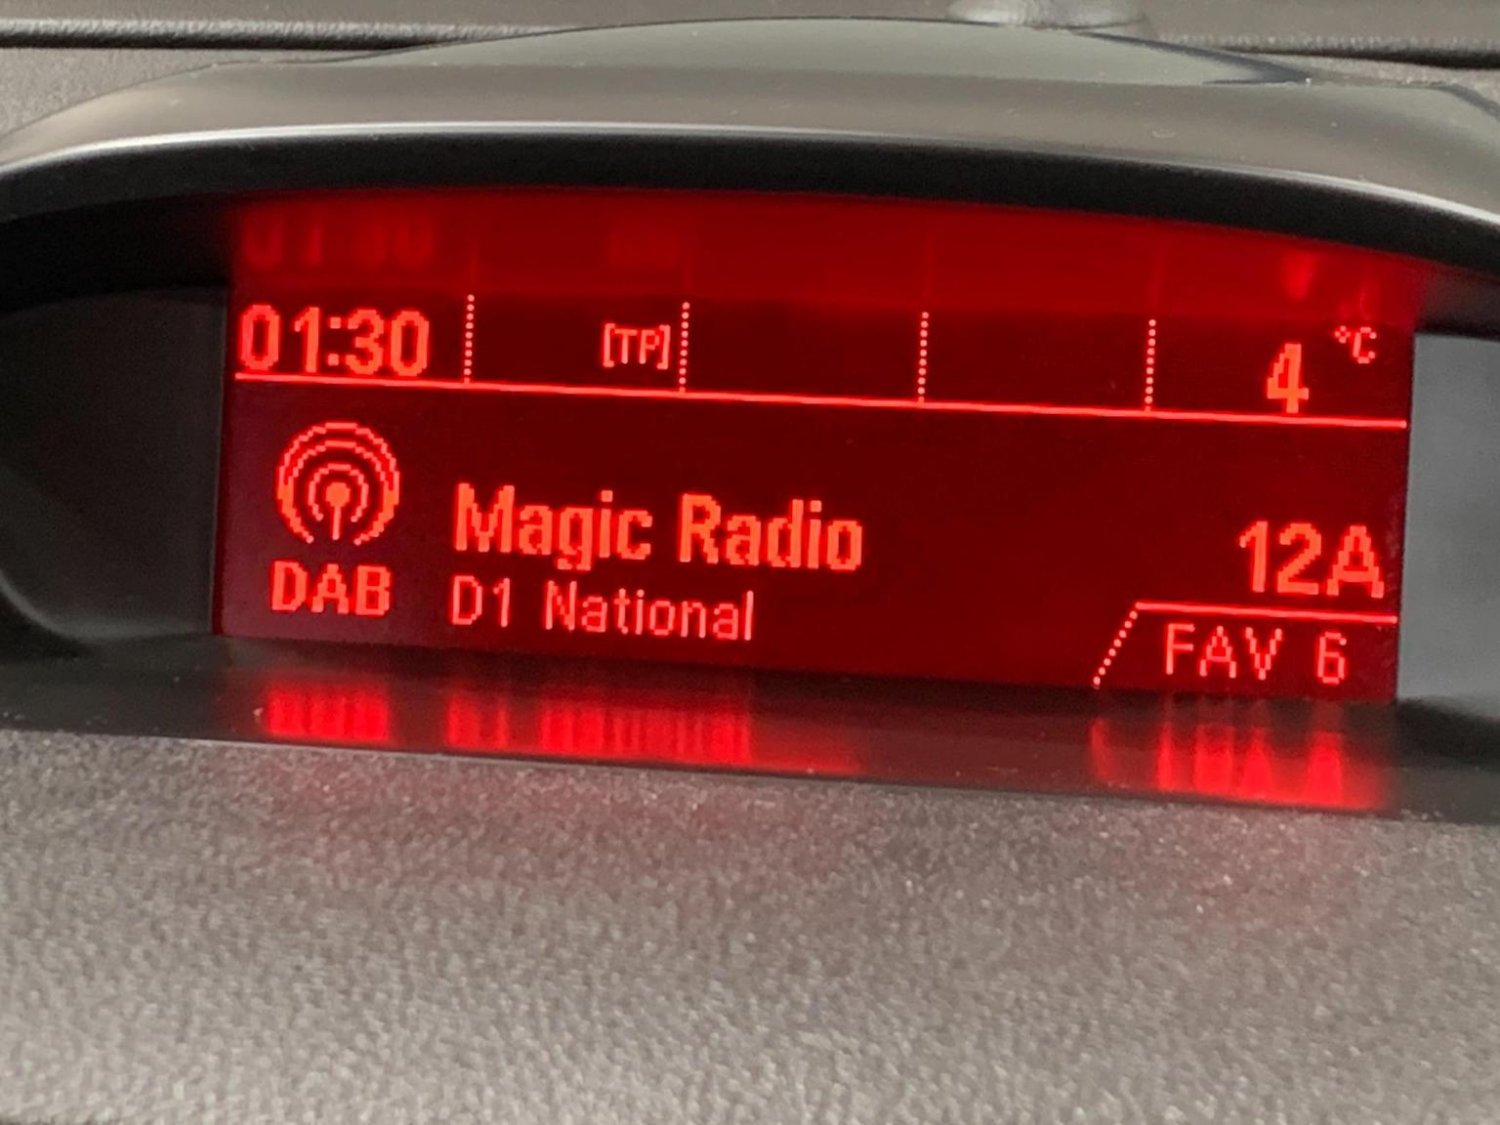 01:30 [TP] 4 °C
Magic Radio 12A
DAB D1 National FAV 6